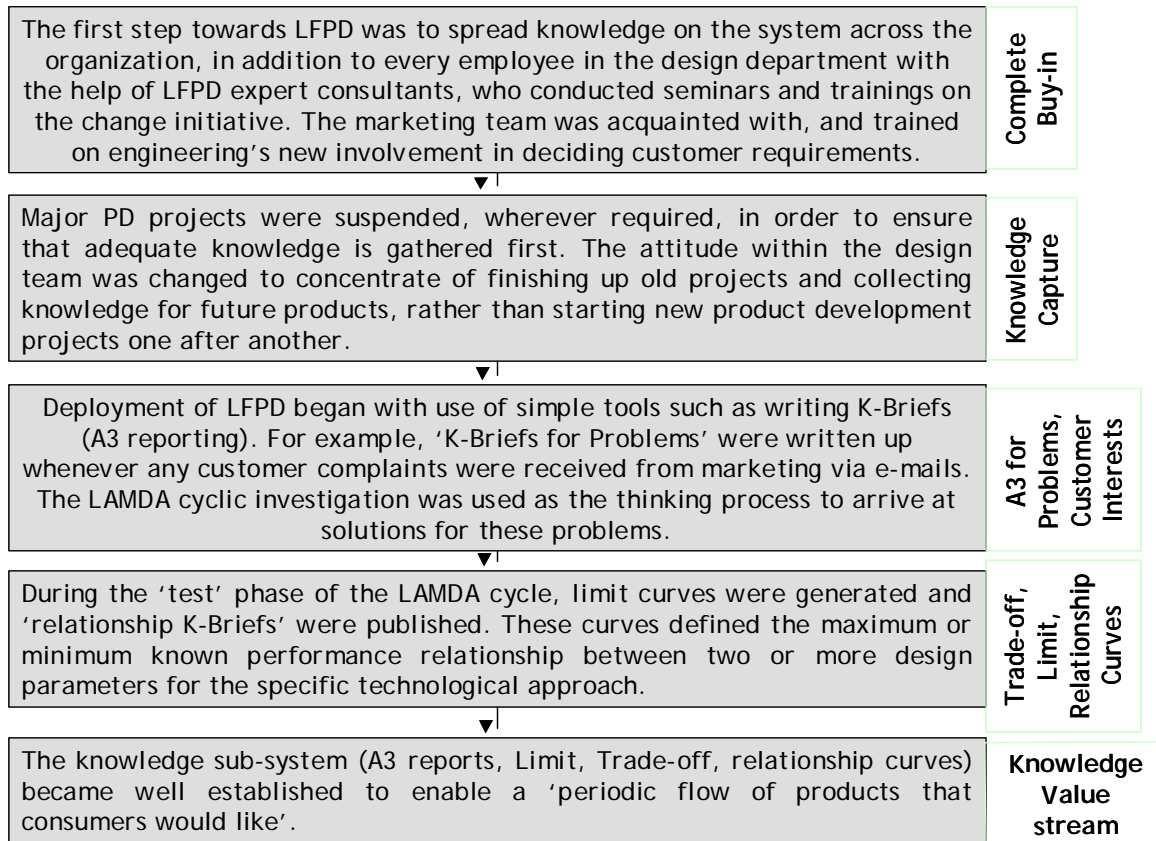 The first step towards LFPD was to spread knowledge on the system across the
organization, in addition to every employee in the design department with
the help of LFPD expert consultants, who conducted seminars and trainings on
the change initiative. The marketing team was acquainted with, and trained
on engineering's new involvement in deciding customer requirements.
Complete
Buy-in
Major PD projects were suspended, wherever required, in order to ensure
that adequate knowledge is gathered first. The attitude within the design
team was changed to concentrate of finishing up old projects and collecting
knowledge for future products, rather than starting new product development
projects one after another.
Knowledge
Capture
Deployment of LFPD began with use of simple tools such as writing K-Briefs
(A3 reporting). For example, ‘K-Briefs for Problems’ were written up
whenever any customer complaints were received from marketing via e-mails.
The LAMDA cyclic investigation was used as the thinking process to arrive at
solutions for these problems.
A3 for
Problems,
Customer
Interests
During the ‘test’ phase of the LAMDA cycle, limit curves were generated and
‘relationship K-Briefs’ were published. These curves defined the maximum or
minimum known performance relationship between two or more design
parameters for the specific technological approach.
Trade-off,
Limit,
Relationship
Curves
The knowledge sub-system (A3 reports, Limit, Trade-off, relationship curves)
became well established to enable a ‘periodic flow of products that
consumers would like’.
Knowledge
Value
stream